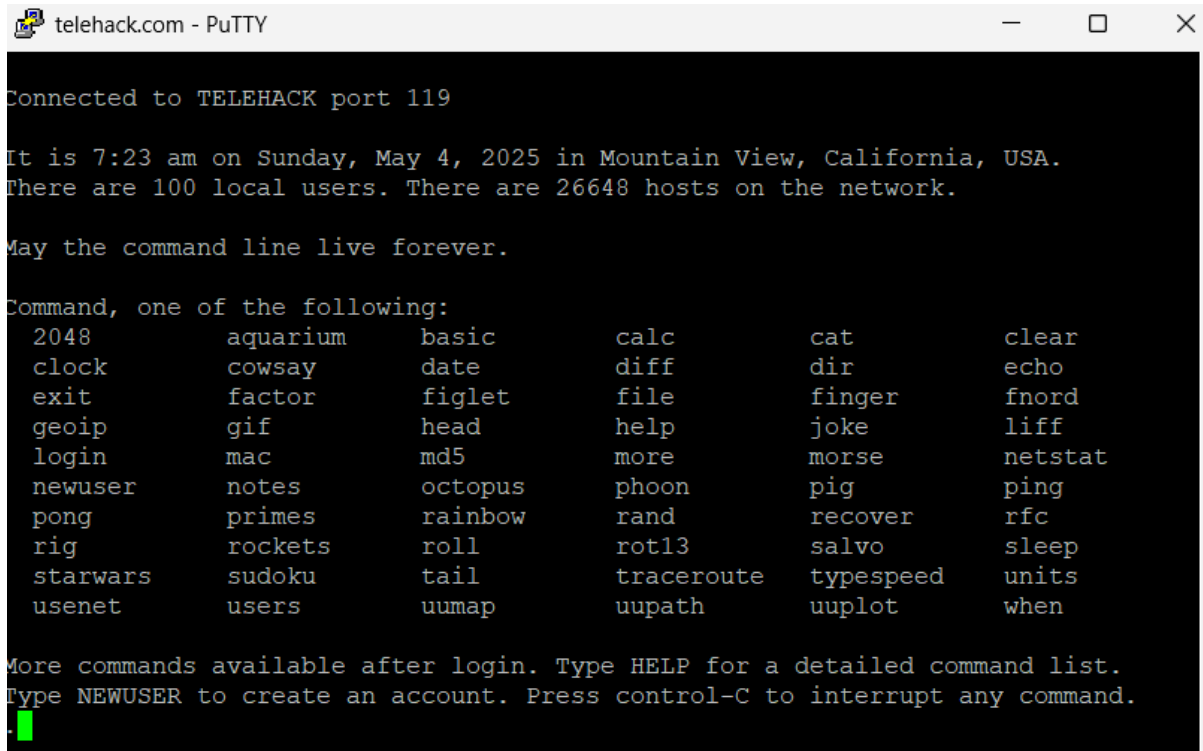 telehack.com - PuTTY
Connected to TELEHACK port 119
It is 7:23 am on Sunday, May 4, 2025 in Mountain View, California, USA.
There are 100 local users. There are 26648 hosts on the network.
May the command line live forever.
Command, one of the following:
2048 aquarium basic calc cat clear
clock cowsay date diff dir echo
exit factor figlet file finger fnord
geoip gif head help joke liff
login mac md5 more morse netstat
newuser notes octopus phoon pig ping
pong primes rainbow rand recover rfc
rig rockets roll rot13 salvo sleep
starwars sudoku tail traceroute typespeed units
usenet users uumap uupath uuplot when
More commands available after login. Type HELP for a detailed command list.
Type NEWUSER to create an account. Press control-C to interrupt any command.
.